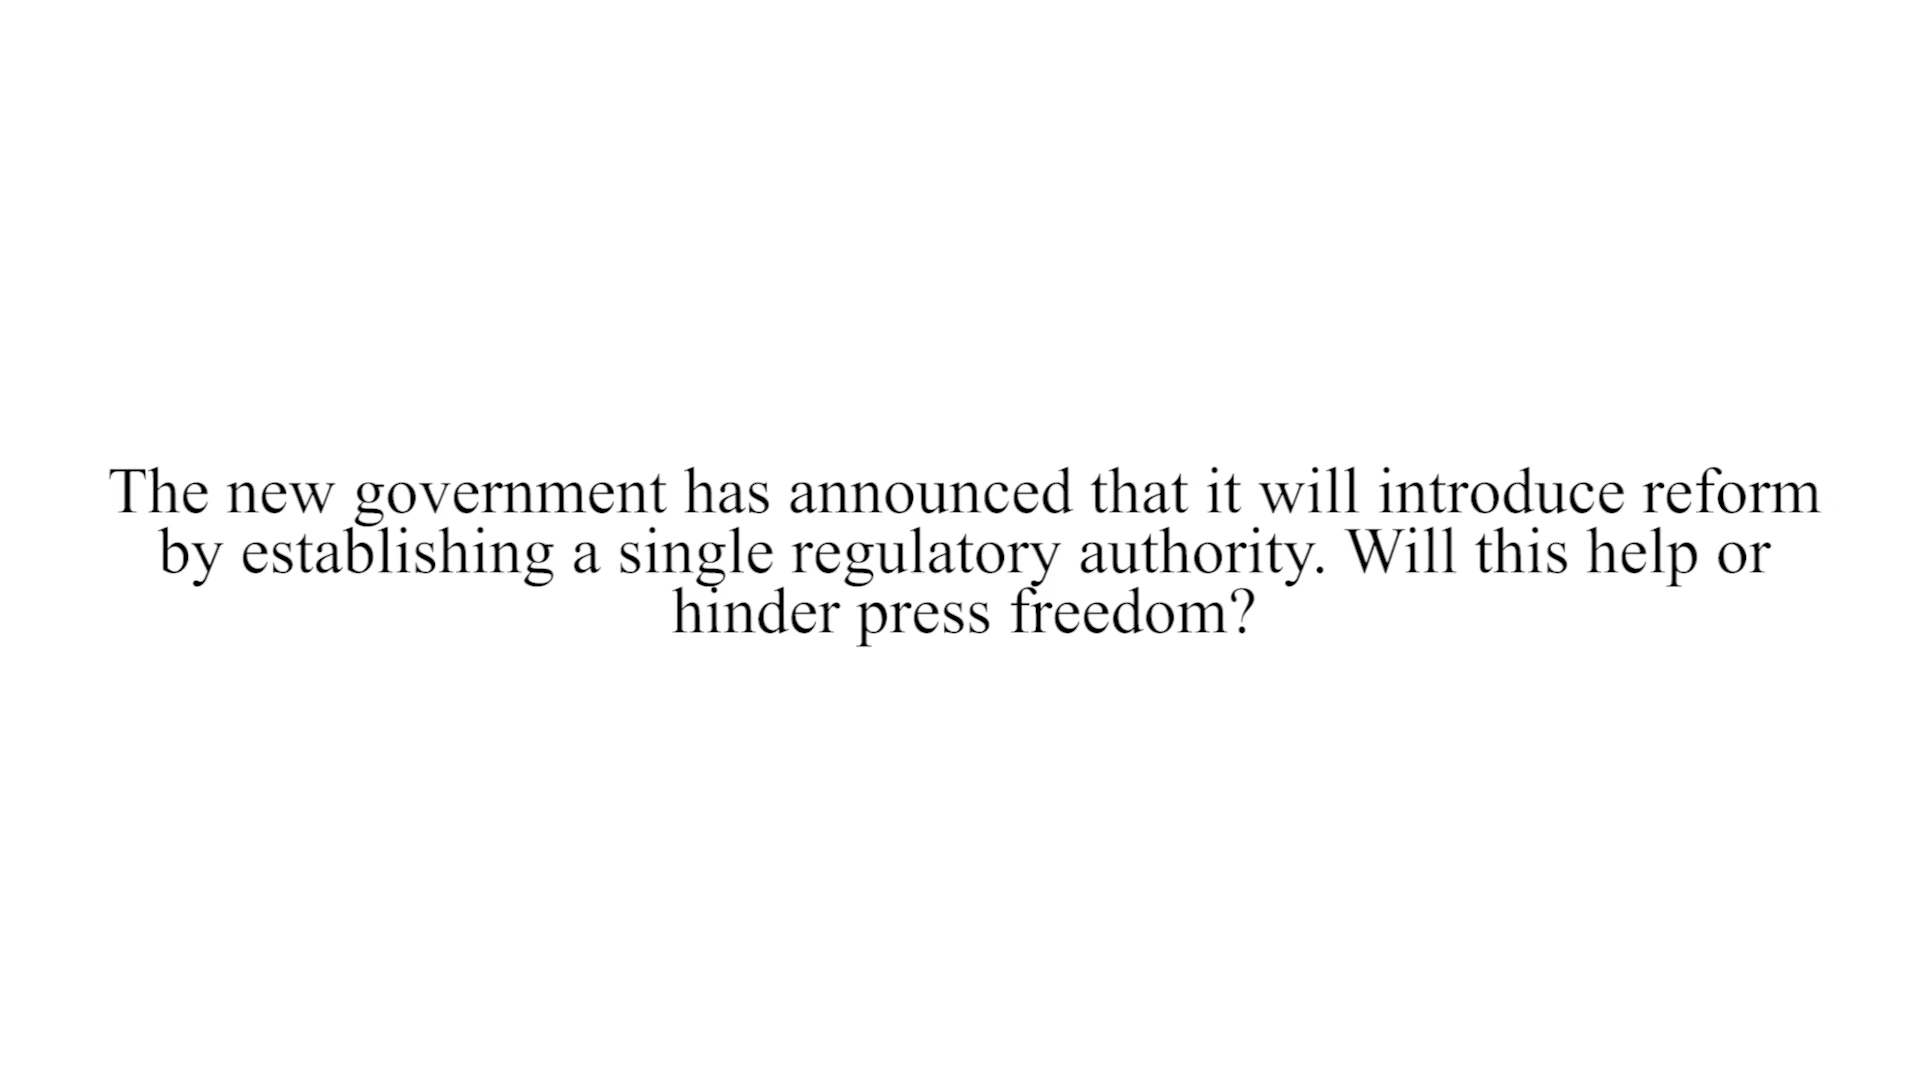 The new government has announced that it will introduce reform
by establishing a single regulatory authority. Will this help or
hinder press freedom?